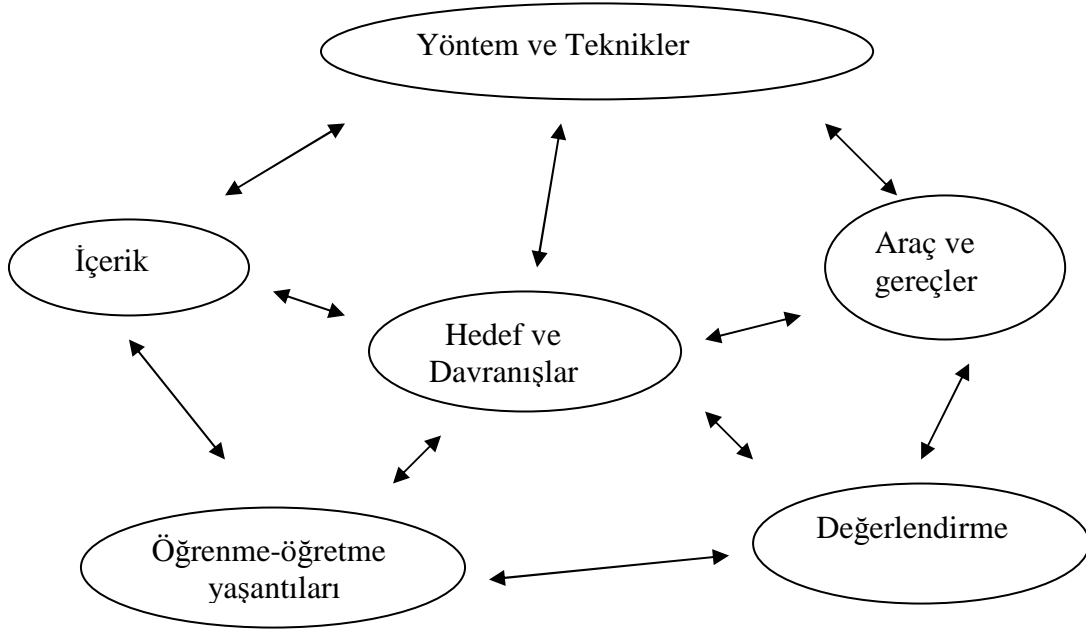 Yöntem ve Teknikler
İçerik
Araç ve
gereçler
Hedef ve
Davranışlar
Öğrenme-öğretme
yaşantıları
Değerlendirme